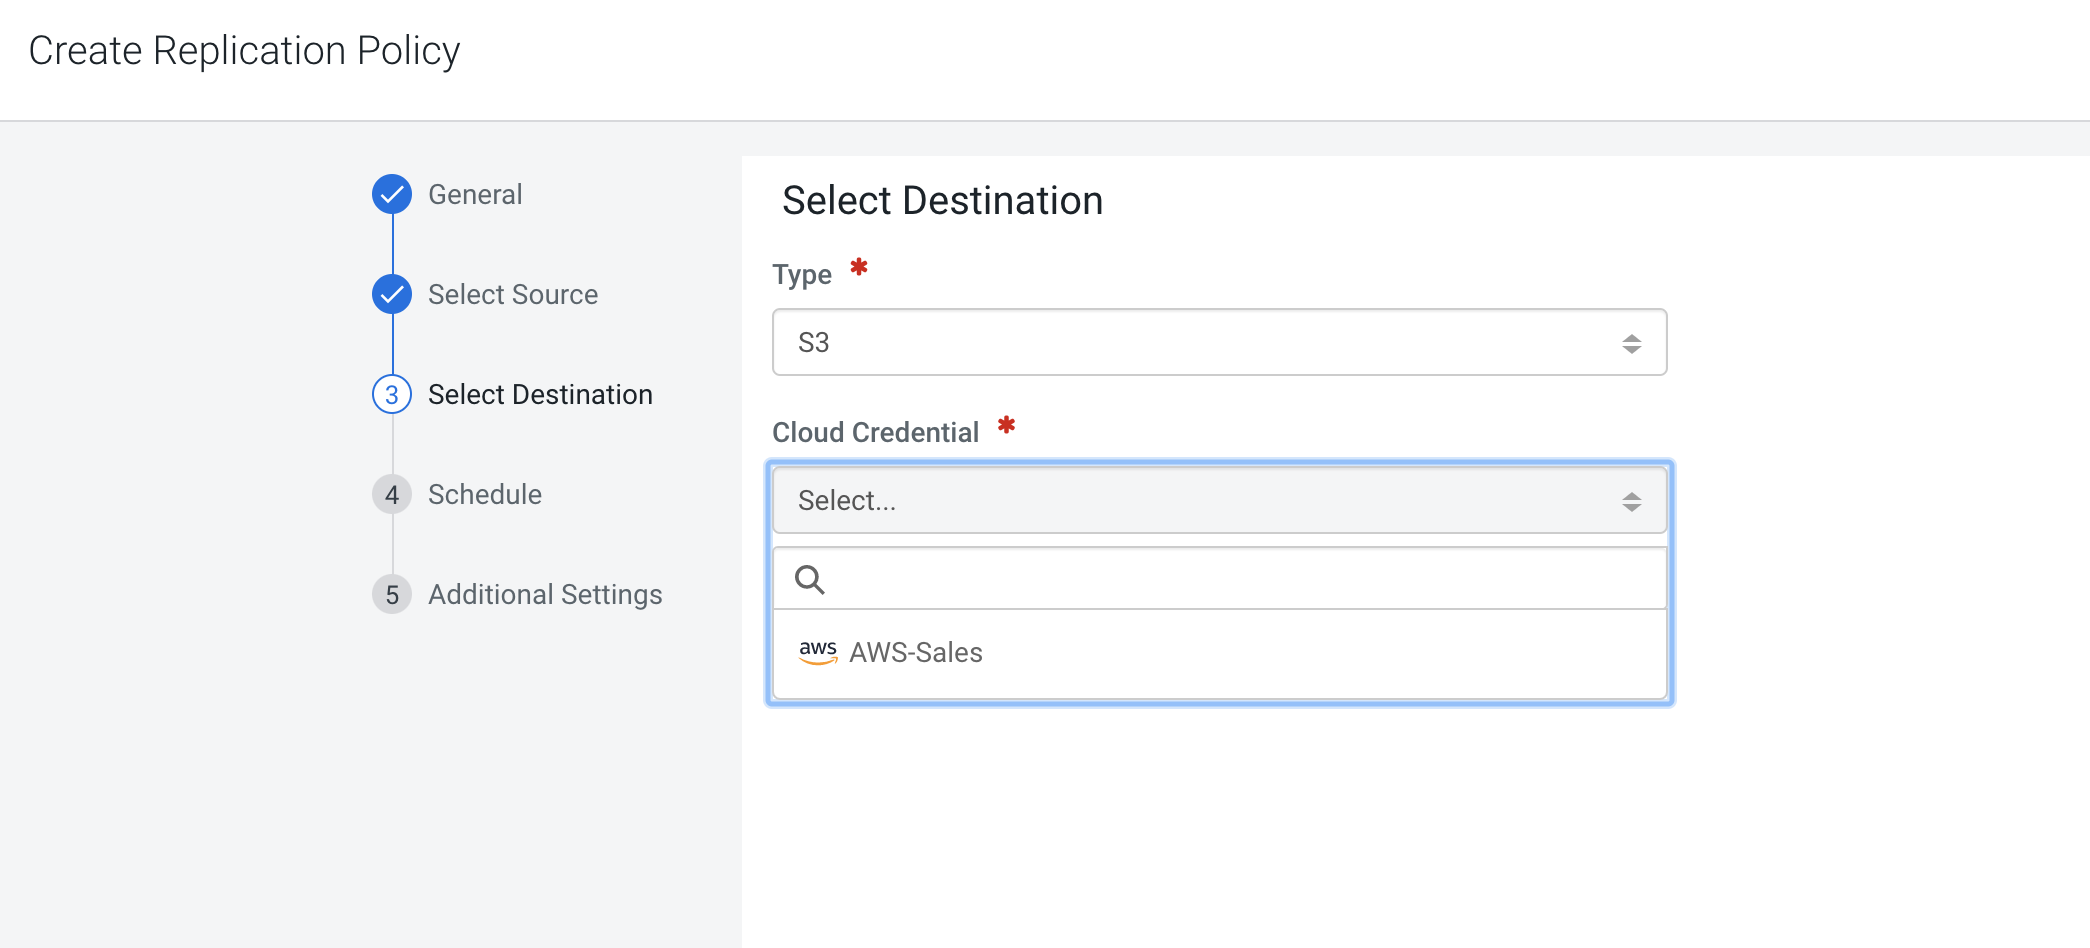 Create Replication Policy
General
Select Source
3 Select Destination
4 Schedule
5 Additional Settings
Select Destination
Type *
S3
Cloud Credential *
Select...
aws AWS-Sales